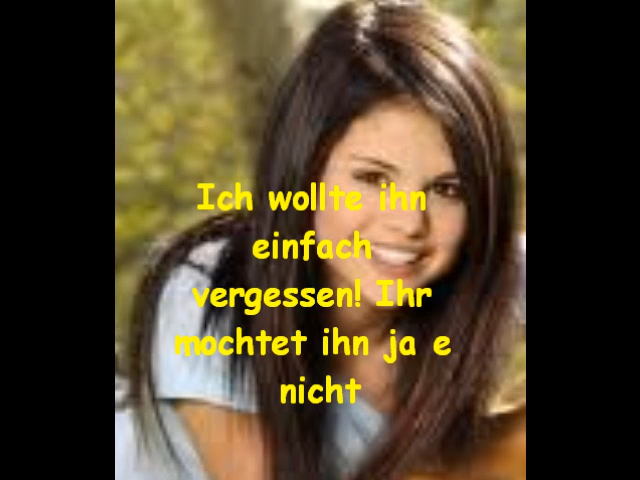 Ich wollte ihn
einfach
vergessen! Ihr
mochtet ihn ja e
nicht